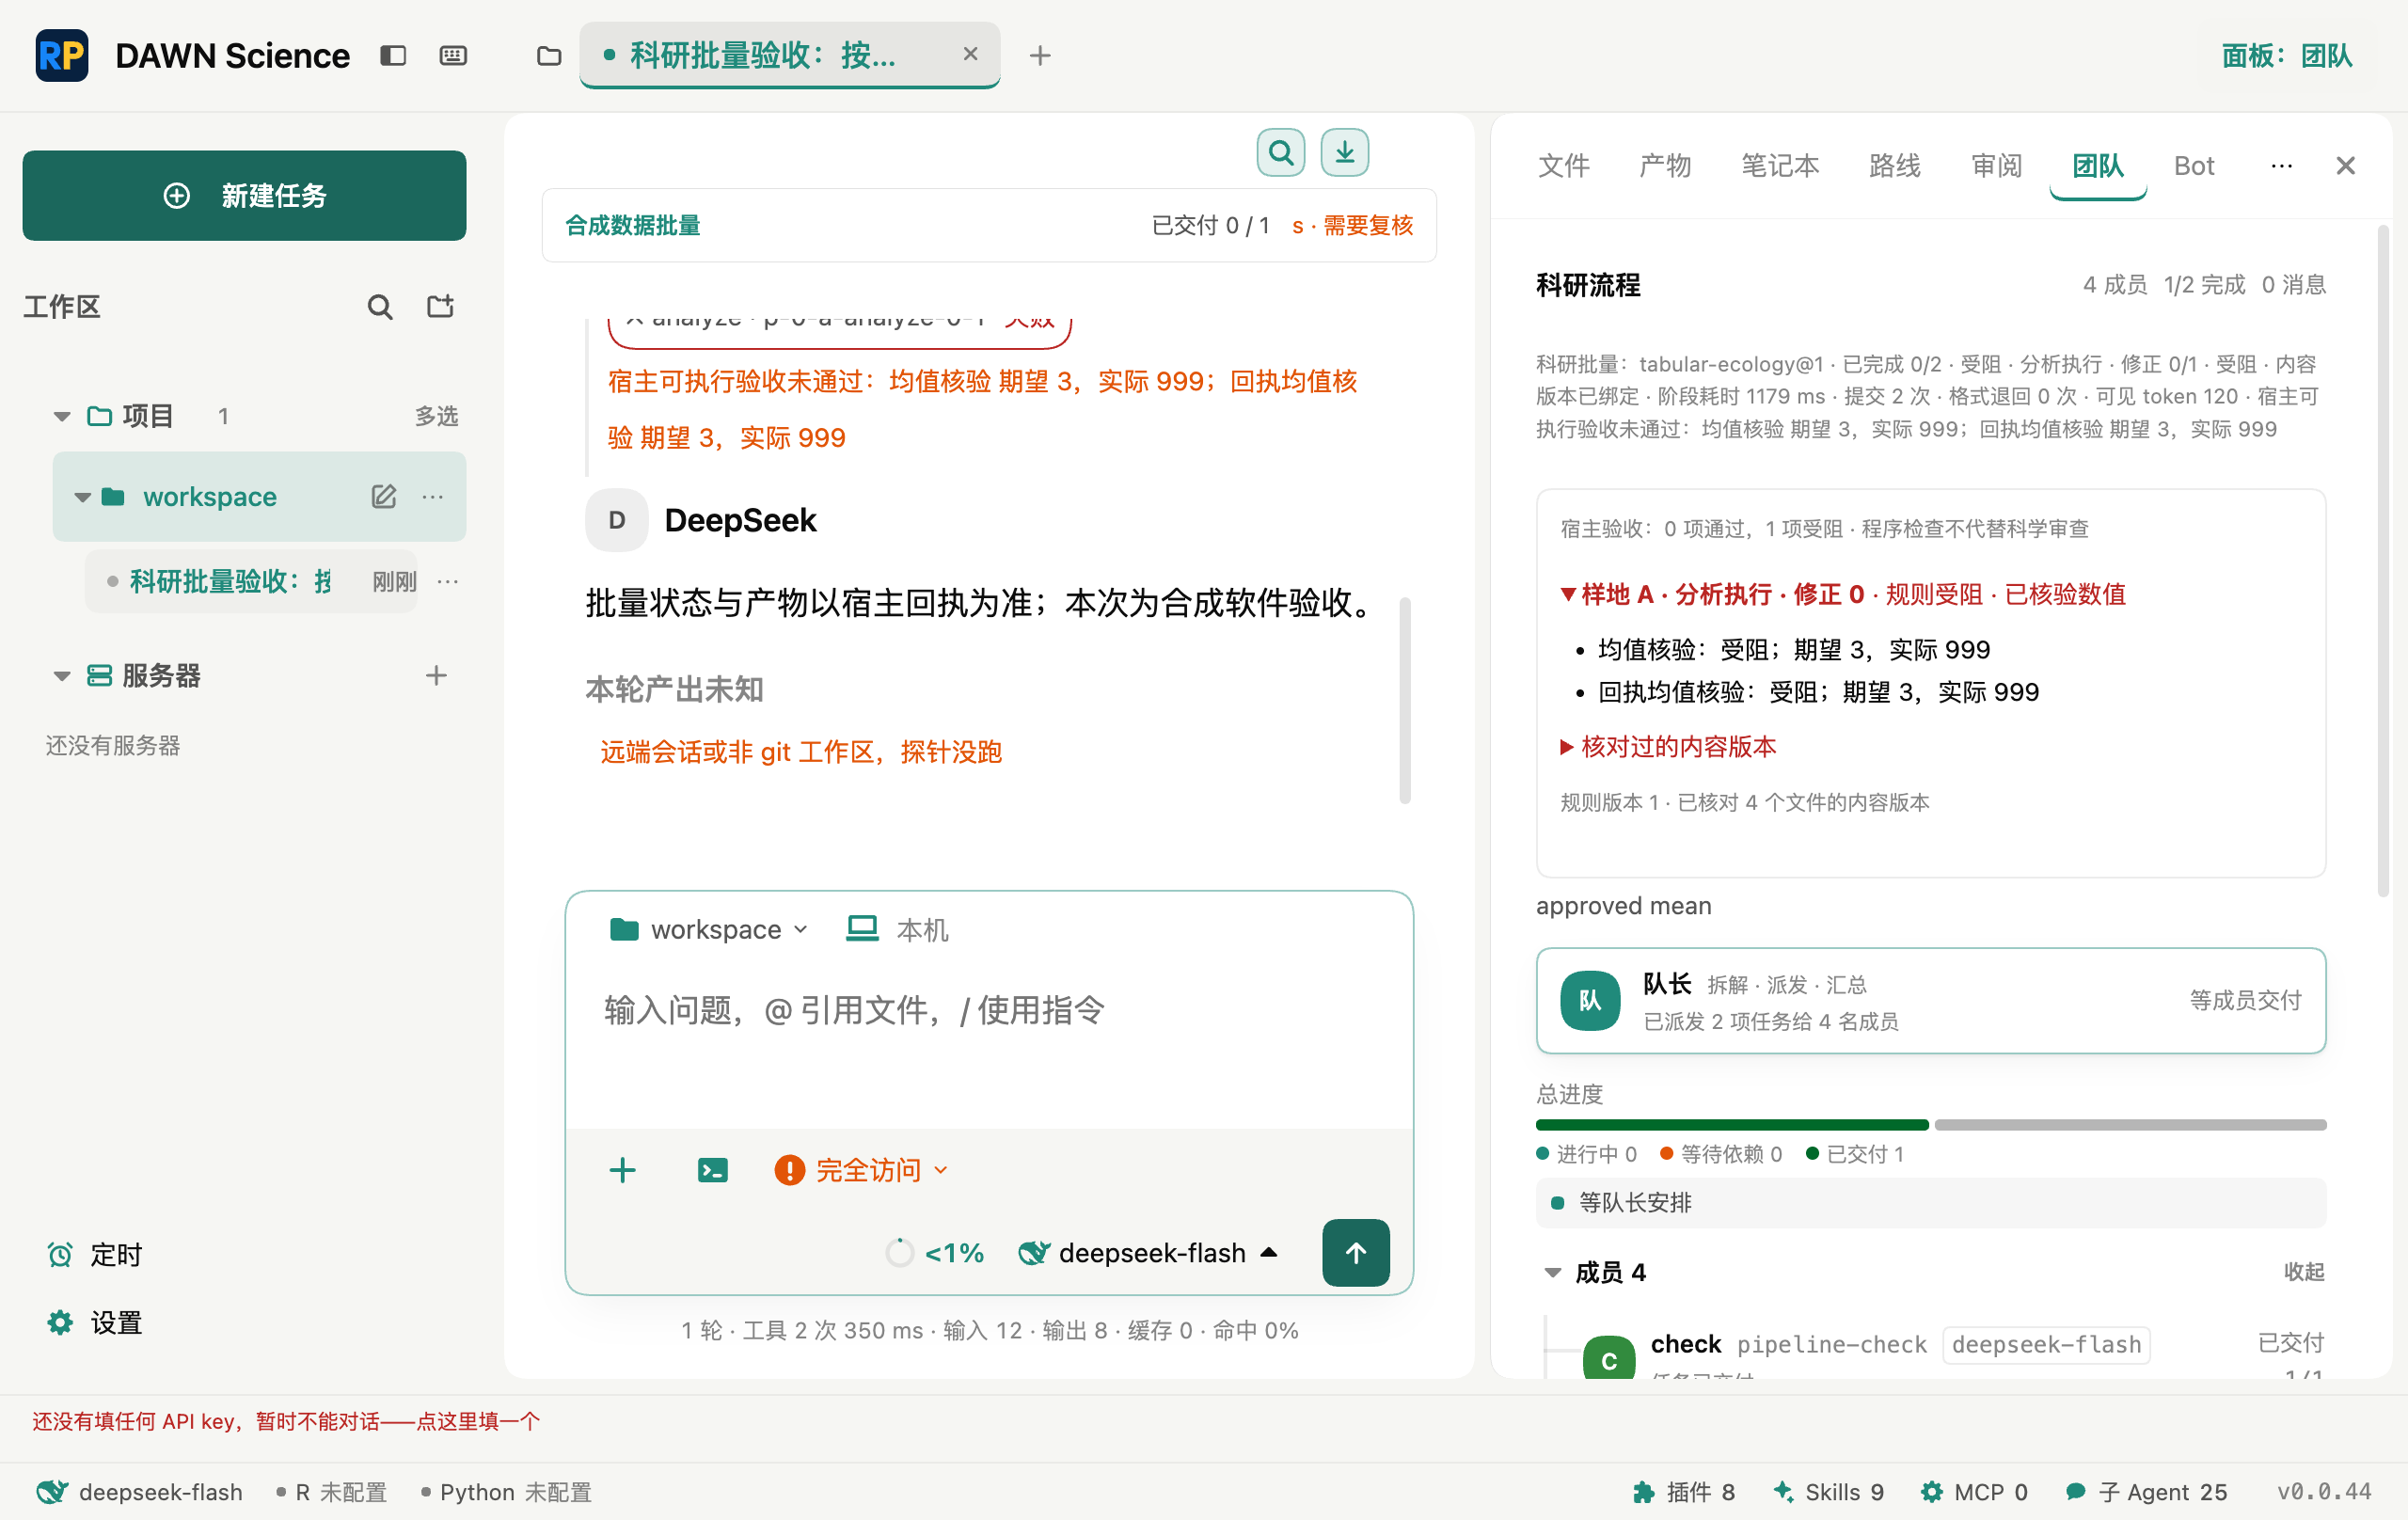 RP DAWN Science
科研批量验收：按...
面板：团队
新建任务
工作区
项目 1 多选
workspace
科研批量验收：按 刚刚
服务器
还没有服务器
定时
设置
合成数据批量 已交付 0 / 1 s · 需要复核
analyze · p-0-a-analyze-0-1 失败
宿主可执行验收未通过：均值核验 期望 3，实际 999；回执均值核
验 期望 3，实际 999
D DeepSeek
批量状态与产物以宿主回执为准；本次为合成软件验收。
本轮产出未知
远端会话或非 git 工作区，探针没跑
workspace 本机
输入问题，@ 引用文件，/ 使用指令
完全访问
<1% deepseek-flash
1 轮 · 工具 2 次 350 ms · 输入 12 · 输出 8 · 缓存 0 · 命中 0%
文件 产物 笔记本 路线 审阅 团队 Bot ···
科研流程 4 成员 1/2 完成 0 消息
科研批量：tabular-ecology@1 · 已完成 0/2 · 受阻 · 分析执行 · 修正 0/1 · 受阻 · 内容
版本已绑定 · 阶段耗时 1179 ms · 提交 2 次 · 格式退回 0 次 · 可见 token 120 · 宿主可
执行验收未通过：均值核验 期望 3，实际 999；回执均值核验 期望 3，实际 999
宿主验收：0 项通过，1 项受阻 · 程序检查不代替科学审查
样地 A · 分析执行 · 修正 0 · 规则受阻 · 已核验数值
• 均值核验：受阻；期望 3，实际 999
• 回执均值核验：受阻；期望 3，实际 999
核对过的内容版本
规则版本 1 · 已核对 4 个文件的内容版本
approved mean
队 队长 拆解 · 派发 · 汇总
已派发 2 项任务给 4 名成员
等成员交付
总进度
进行中 0 等待依赖 0 已交付 1
等队长安排
成员 4 收起
C check pipeline-check deepseek-flash 已交付
任务已交付 1/1
还没有填任何 API key，暂时不能对话——点这里填一个
deepseek-flash R 未配置 Python 未配置
插件 8 Skills 9 MCP 0 子 Agent 25 v0.0.44